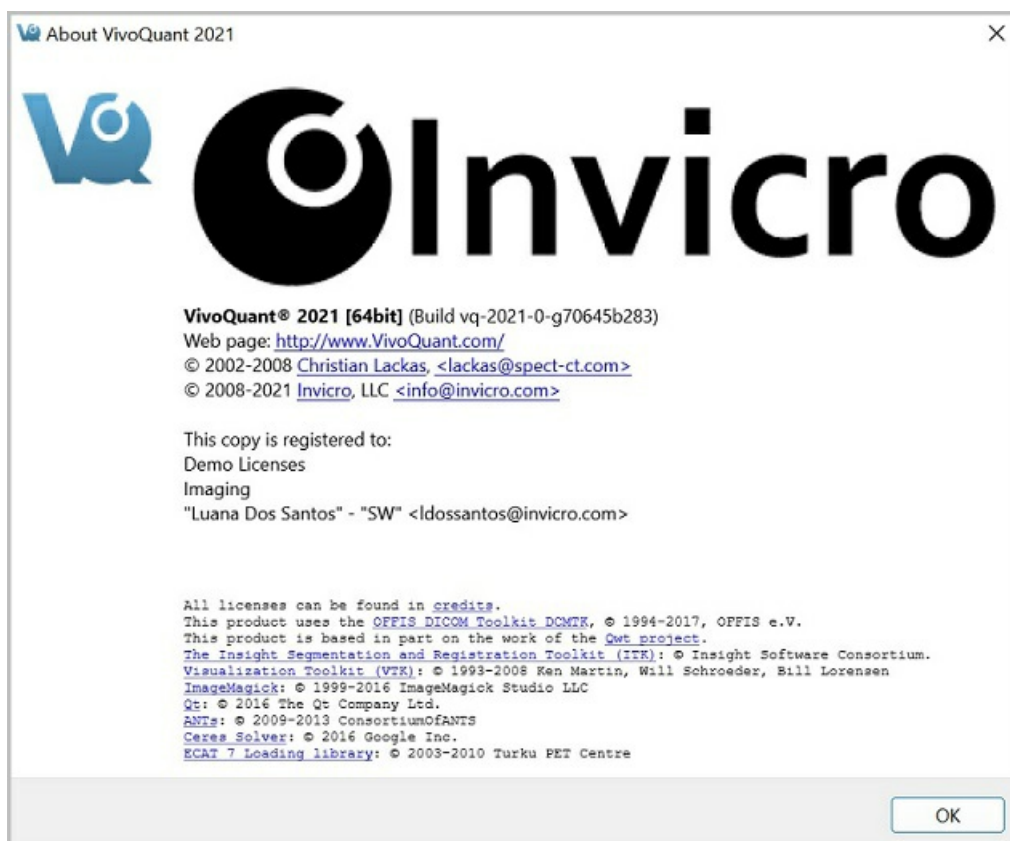 About VivoQuant 2021
VQ
Invicro
VivoQuant® 2021 [64bit] (Build vq-2021-0-g70645b283)
Web page: http://www.VivoQuant.com/
© 2002-2008 Christian Lackas, <lackas@spect-ct.com>
© 2008-2021 Invicro, LLC <info@invicro.com>
This copy is registered to:
Demo Licenses
Imaging
"Luana Dos Santos" - "SW" <ldossantos@invicro.com>
All licenses can be found in credits.
This product uses the OFFIS DICOM Toolkit DCMTK, © 1994-2017, OFFIS e.V.
This product is based in part on the work of the Qwt project.
The Insight Segmentation and Registration Toolkit (ITK): © Insight Software Consortium.
Visualization Toolkit (VTK): © 1993-2008 Ken Martin, Will Schroeder, Bill Lorensen
ImageMagick: © 1999-2016 ImageMagick Studio LLC
Qt: © 2016 The Qt Company Ltd.
ANTs: © 2009-2013 ConsortiumOfANTS
Ceres Solver: © 2016 Google Inc.
ECAT 7 Loading library: © 2003-2010 Turku PET Centre
OK